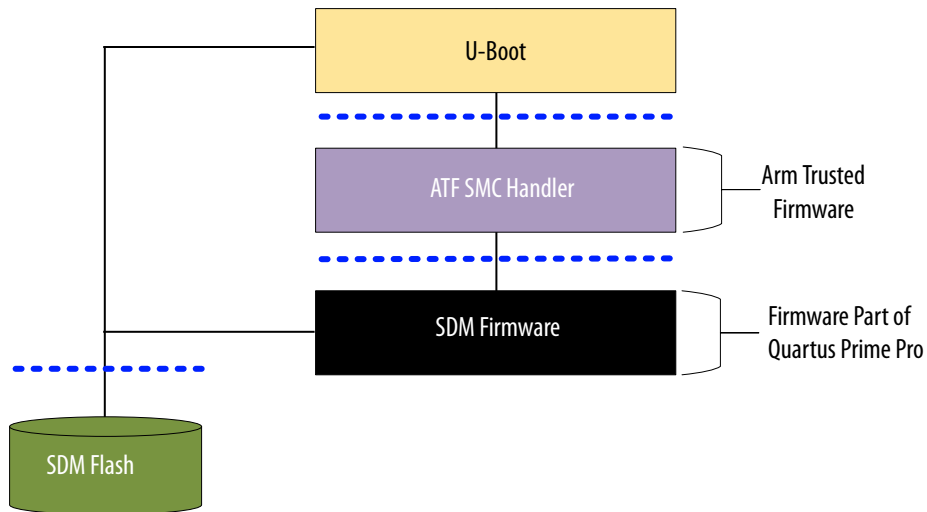 U-Boot
ATF SMC Handler
Arm Trusted
Firmware
SDM Firmware
Firmware Part of
Quartus Prime Pro
SDM Flash